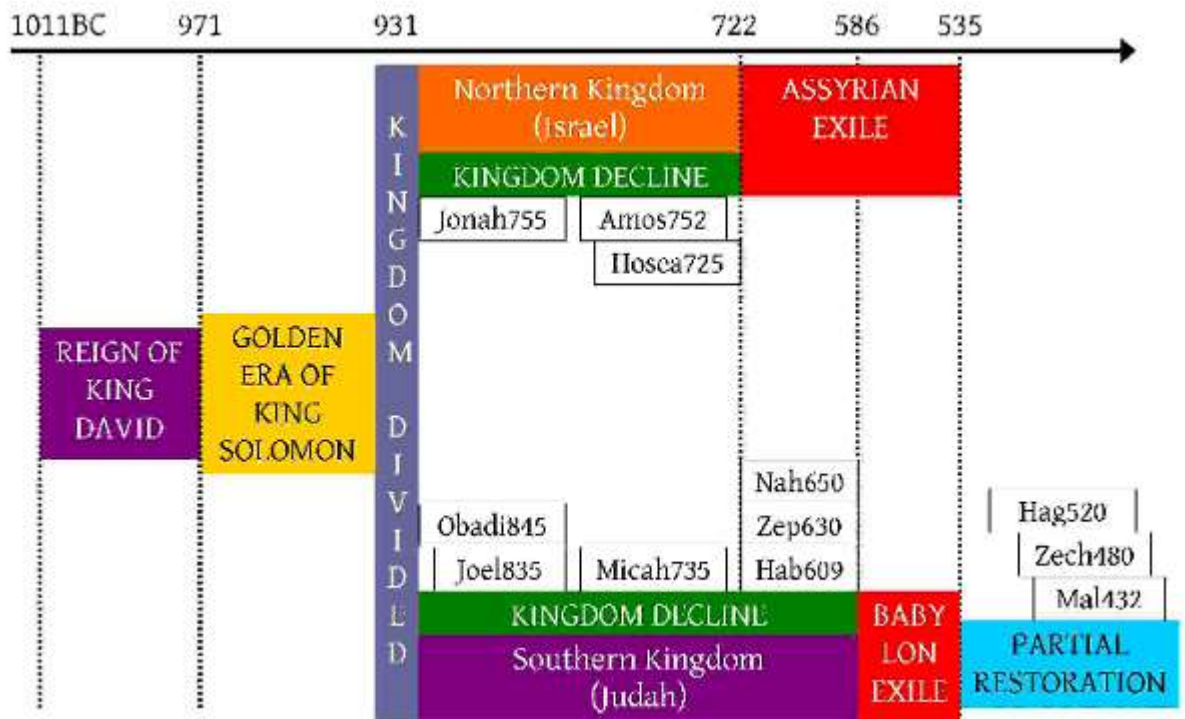 1011BC 971 931 722 586 535
Northern Kingdom
(Israel)
ASSYRIAN
EXILE
KINGDOM DECLINE
Jonah755
Amos752
Hosea725
KINGDOM DIVIDED
REIGN OF
KING
DAVID
GOLDEN
ERA OF
KING
SOLOMON
Nah650
Obadi845
Zep630
Joel835
Micah735
Hab609
Hag520
Zech480
Mal432
KINGDOM DECLINE
Southern Kingdom
(Judah)
BABY
LON
EXILE
PARTIAL
RESTORATION